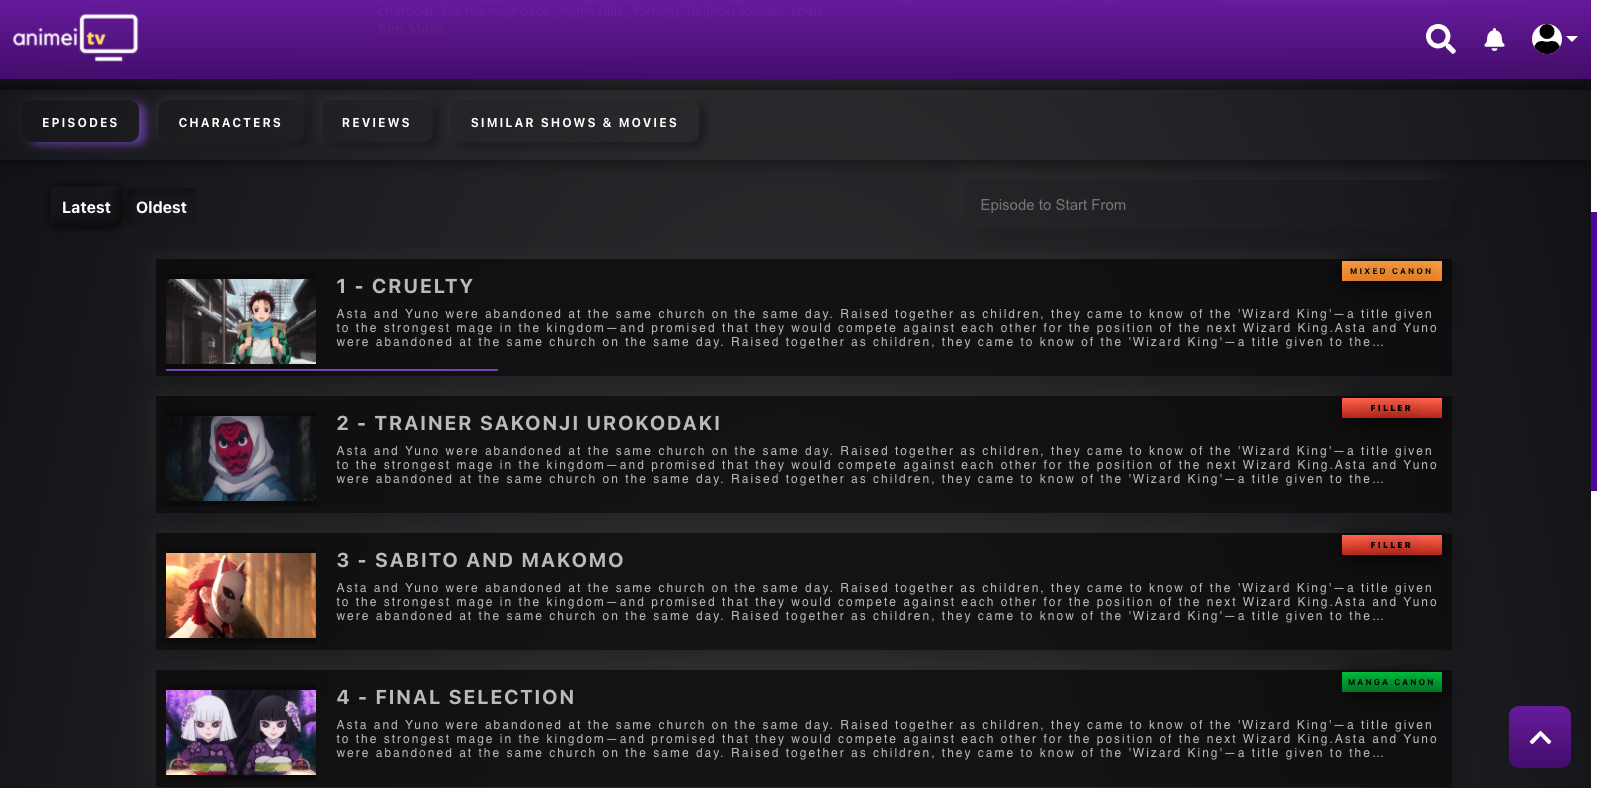 charcoal. On his way back, night falls, forcing Tanjirou to take shelt
See More
animei tv
EPISODES
CHARACTERS
REVIEWS
SIMILAR SHOWS & MOVIES
Latest
Oldest
Episode to Start From
MIXED CANON
1 - CRUELTY
Asta and Yuno were abandoned at the same church on the same day. Raised together as children, they came to know of the 'Wizard King'—a title given
to the strongest mage in the kingdom—and promised that they would compete against each other for the position of the next Wizard King.Asta and Yuno
were abandoned at the same church on the same day. Raised together as children, they came to know of the 'Wizard King'—a title given to the…
FILLER
2 - TRAINER SAKONJI UROKODAKI
Asta and Yuno were abandoned at the same church on the same day. Raised together as children, they came to know of the 'Wizard King'—a title given
to the strongest mage in the kingdom—and promised that they would compete against each other for the position of the next Wizard King.Asta and Yuno
were abandoned at the same church on the same day. Raised together as children, they came to know of the 'Wizard King'—a title given to the…
FILLER
3 - SABITO AND MAKOMO
Asta and Yuno were abandoned at the same church on the same day. Raised together as children, they came to know of the 'Wizard King'—a title given
to the strongest mage in the kingdom—and promised that they would compete against each other for the position of the next Wizard King.Asta and Yuno
were abandoned at the same church on the same day. Raised together as children, they came to know of the 'Wizard King'—a title given to the…
MANGA CANON
4 - FINAL SELECTION
Asta and Yuno were abandoned at the same church on the same day. Raised together as children, they came to know of the 'Wizard King'—a title given
to the strongest mage in the kingdom—and promised that they would compete against each other for the position of the next Wizard King.Asta and Yuno
were abandoned at the same church on the same day. Raised together as children, they came to know of the 'Wizard King'—a title given to the…